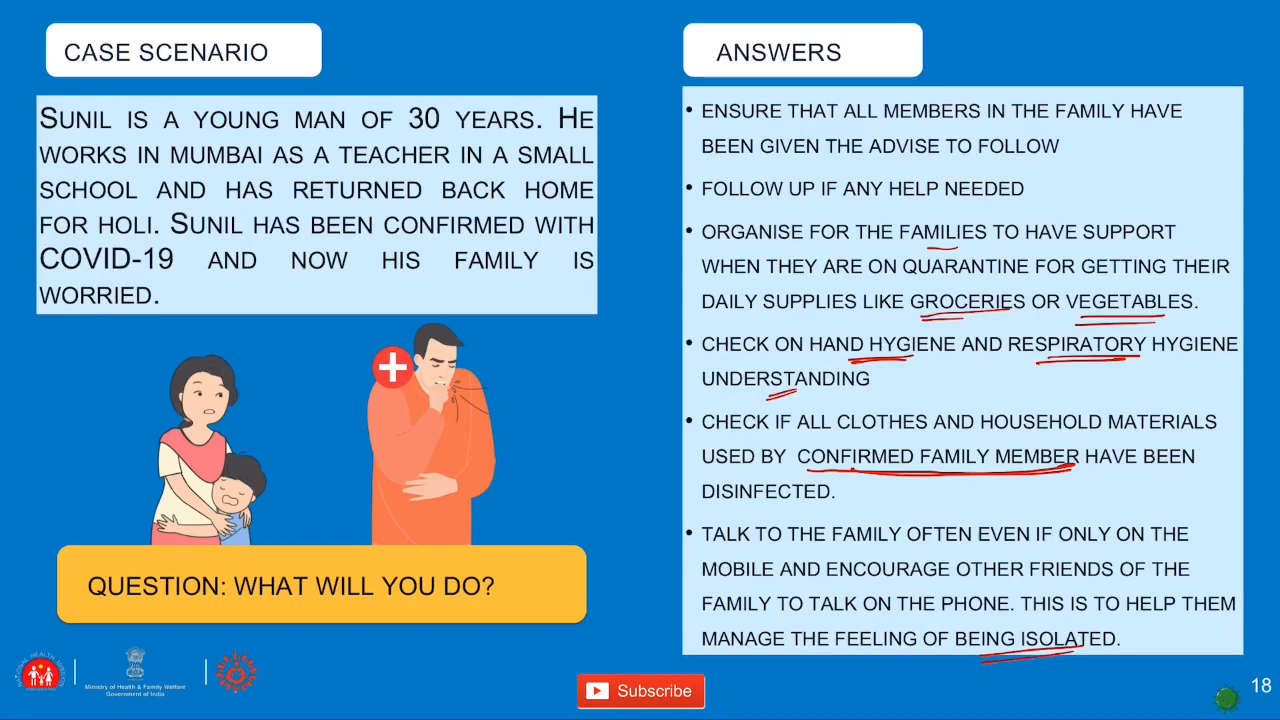 CASE SCENARIO
SUNIL IS A YOUNG MAN OF 30 YEARS. HE
WORKS IN MUMBAI AS A TEACHER IN A SMALL
SCHOOL AND HAS RETURNED BACK HOME
FOR HOLI. SUNIL HAS BEEN CONFIRMED WITH
COVID-19 AND NOW HIS FAMILY IS
WORRIED.
QUESTION: WHAT WILL YOU DO?
NATIONAL HEALTH MISSION
Ministry of Health & Family Welfare
Government of India
ANSWERS
• ENSURE THAT ALL MEMBERS IN THE FAMILY HAVE
BEEN GIVEN THE ADVISE TO FOLLOW
• FOLLOW UP IF ANY HELP NEEDED
• ORGANISE FOR THE FAMILIES TO HAVE SUPPORT
WHEN THEY ARE ON QUARANTINE FOR GETTING THEIR
DAILY SUPPLIES LIKE GROCERIES OR VEGETABLES.
• CHECK ON HAND HYGIENE AND RESPIRATORY HYGIENE
UNDERSTANDING
• CHECK IF ALL CLOTHES AND HOUSEHOLD MATERIALS
USED BY CONFIRMED FAMILY MEMBER HAVE BEEN
DISINFECTED.
• TALK TO THE FAMILY OFTEN EVEN IF ONLY ON THE
MOBILE AND ENCOURAGE OTHER FRIENDS OF THE
FAMILY TO TALK ON THE PHONE. THIS IS TO HELP THEM
MANAGE THE FEELING OF BEING ISOLATED.
Subscribe
18